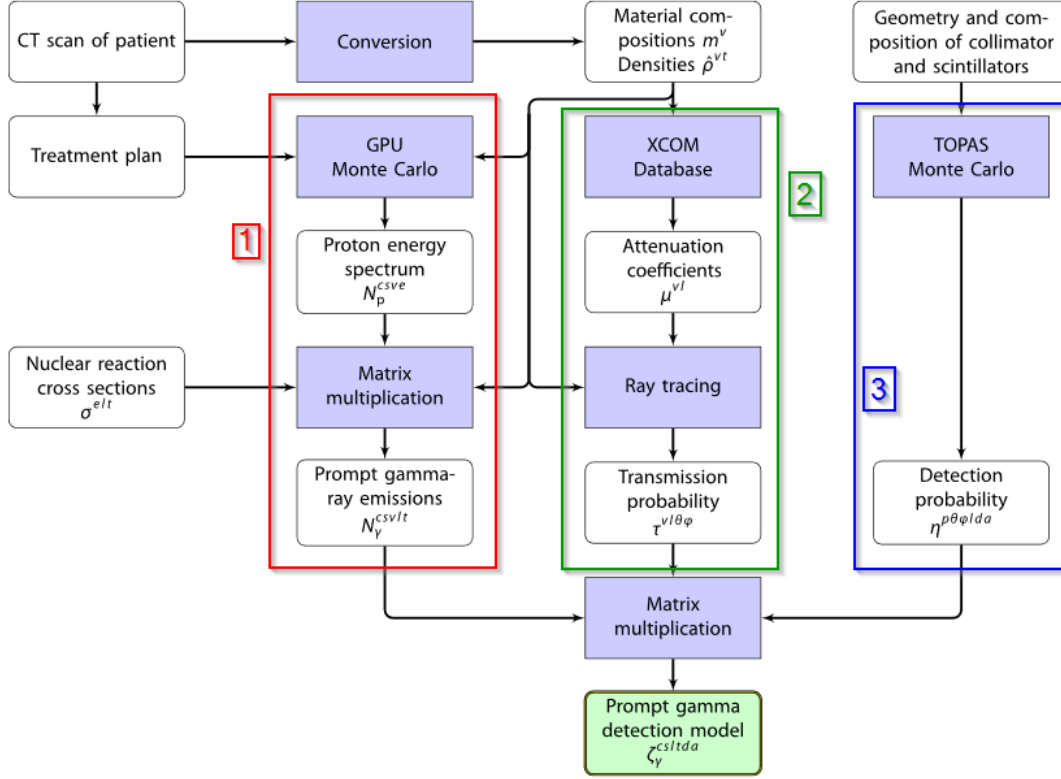 CT scan of patient
Conversion
Material com-
positions m^v
Densities ρ̂^vt
Geometry and com-
position of collimator
and scintillators
Treatment plan
GPU
Monte Carlo
XCOM
Database
TOPAS
Monte Carlo
1
2
Proton energy
spectrum
N_p^csve
Attenuation
coefficients
μ^vl
Nuclear reaction
cross sections
σ^elt
Matrix
multiplication
Ray tracing
3
Prompt gamma-
ray emissions
N_γ^csvlt
Transmission
probability
τ^vlθφ
Detection
probability
η^pθφlda
Matrix
multiplication
Prompt gamma
detection model
ζ_γ^csltda